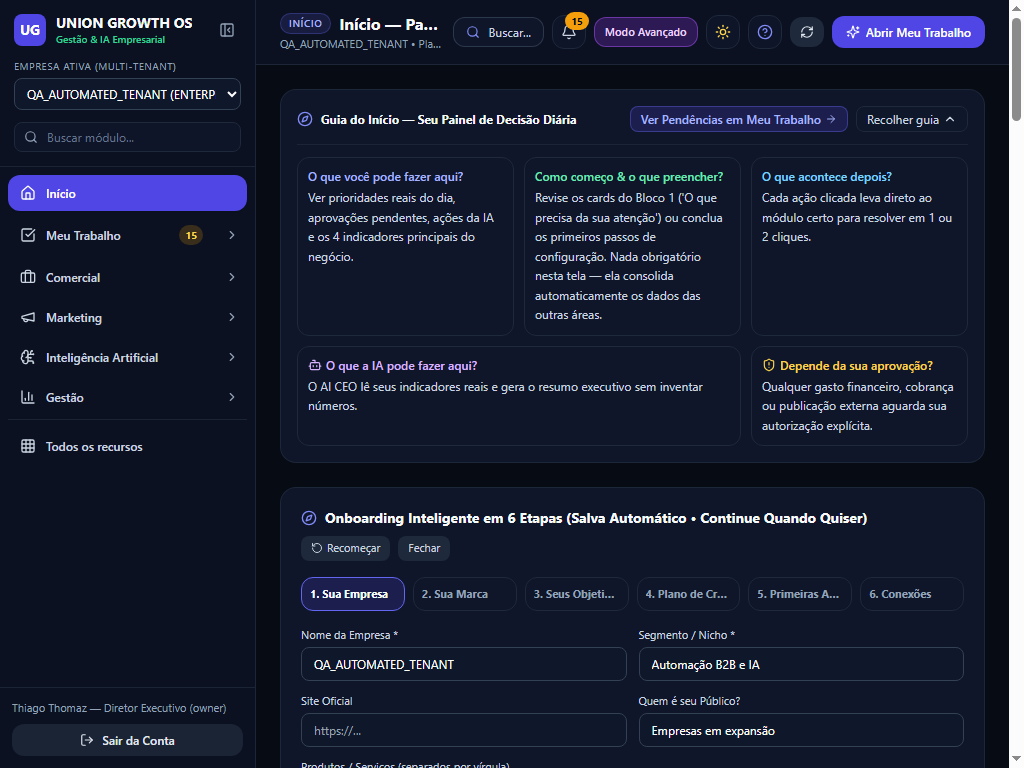 UG
UNION GROWTH OS
Gestão & IA Empresarial
EMPRESA ATIVA (MULTI-TENANT)
QA_AUTOMATED_TENANT (ENTERP
Buscar módulo...
Início
Meu Trabalho
15
Comercial
Marketing
Inteligência Artificial
Gestão
Todos os recursos
Thiago Thomaz — Diretor Executivo (owner)
Sair da Conta
INÍCIO
Início — Pa...
QA_AUTOMATED_TENANT • Pla...
Buscar...
15
Modo Avançado
Abrir Meu Trabalho
Guia do Início — Seu Painel de Decisão Diária
Ver Pendências em Meu Trabalho →
Recolher guia
O que você pode fazer aqui?
Ver prioridades reais do dia,
aprovações pendentes, ações da IA
e os 4 indicadores principais do
negócio.
Como começo & o que preencher?
Revise os cards do Bloco 1 ('O que
precisa da sua atenção') ou conclua
os primeiros passos de
configuração. Nada obrigatório
nesta tela — ela consolida
automaticamente os dados das
outras áreas.
O que acontece depois?
Cada ação clicada leva direto ao
módulo certo para resolver em 1 ou
2 cliques.
O que a IA pode fazer aqui?
O AI CEO lê seus indicadores reais e gera o resumo executivo sem inventar
números.
Depende da sua aprovação?
Qualquer gasto financeiro, cobrança
ou publicação externa aguarda sua
autorização explícita.
Onboarding Inteligente em 6 Etapas (Salva Automático • Continue Quando Quiser)
Recomeçar
Fechar
1. Sua Empresa
2. Sua Marca
3. Seus Objeti...
4. Plano de Cr...
5. Primeiras A...
6. Conexões
Nome da Empresa *
QA_AUTOMATED_TENANT
Segmento / Nicho *
Automação B2B e IA
Site Oficial
https://...
Quem é seu Público?
Empresas em expansão
Produtos / Serviços (separados por vírgula)